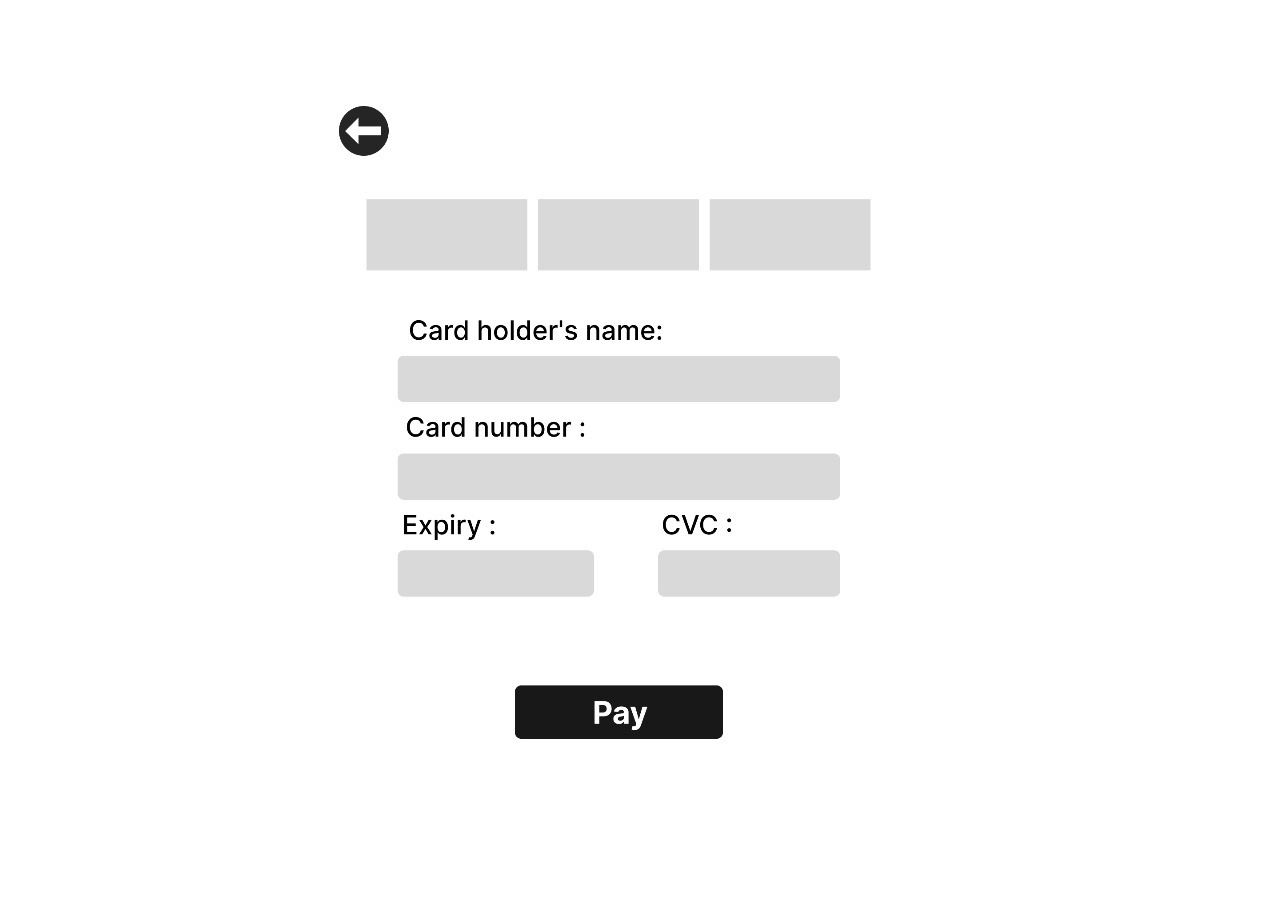 Card holder's name:
Card number :
Expiry :
CVC :
Pay